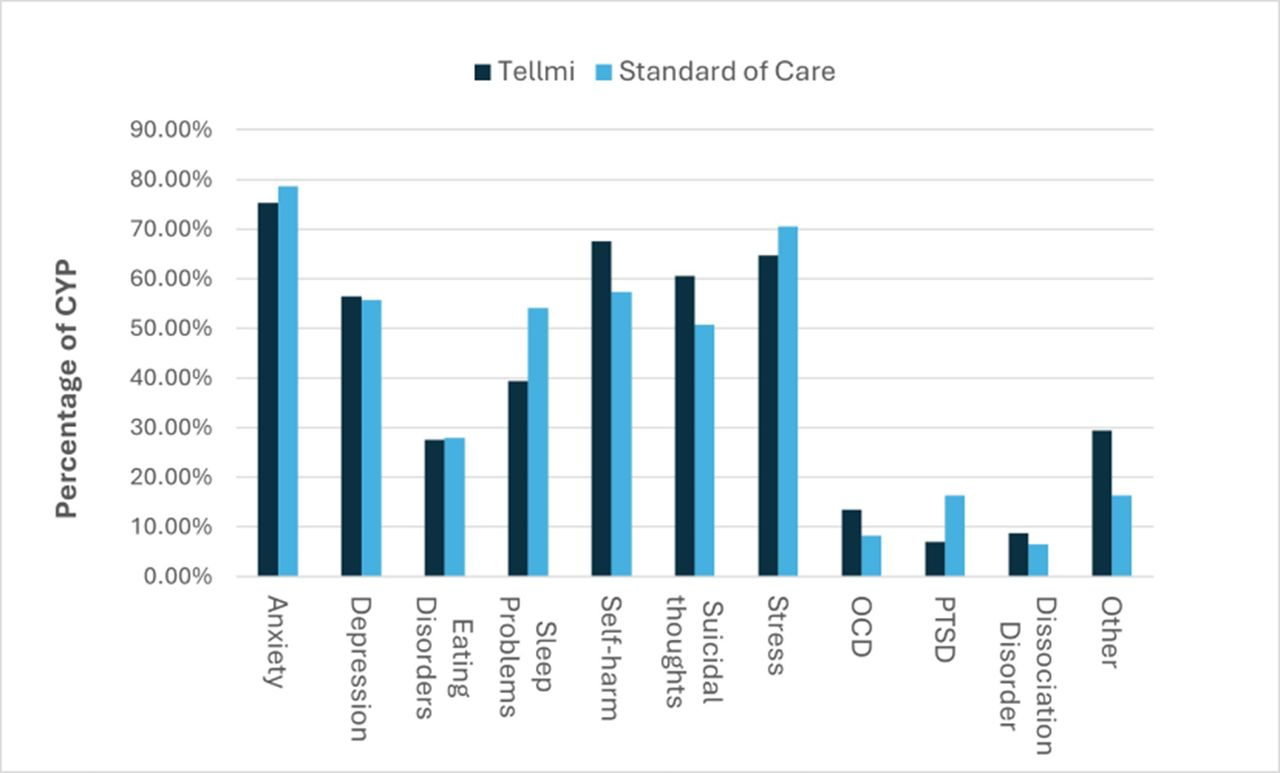 Tellmi Standard of Care
90.00%
80.00%
70.00%
60.00%
50.00%
40.00%
30.00%
20.00%
10.00%
0.00%
Percentage of CYP
Anxiety
Depression
Eating
Disorders
Sleep
Problems
Self-harm
Suicidal
thoughts
Stress
OCD
PTSD
Dissociation
Disorder
Other